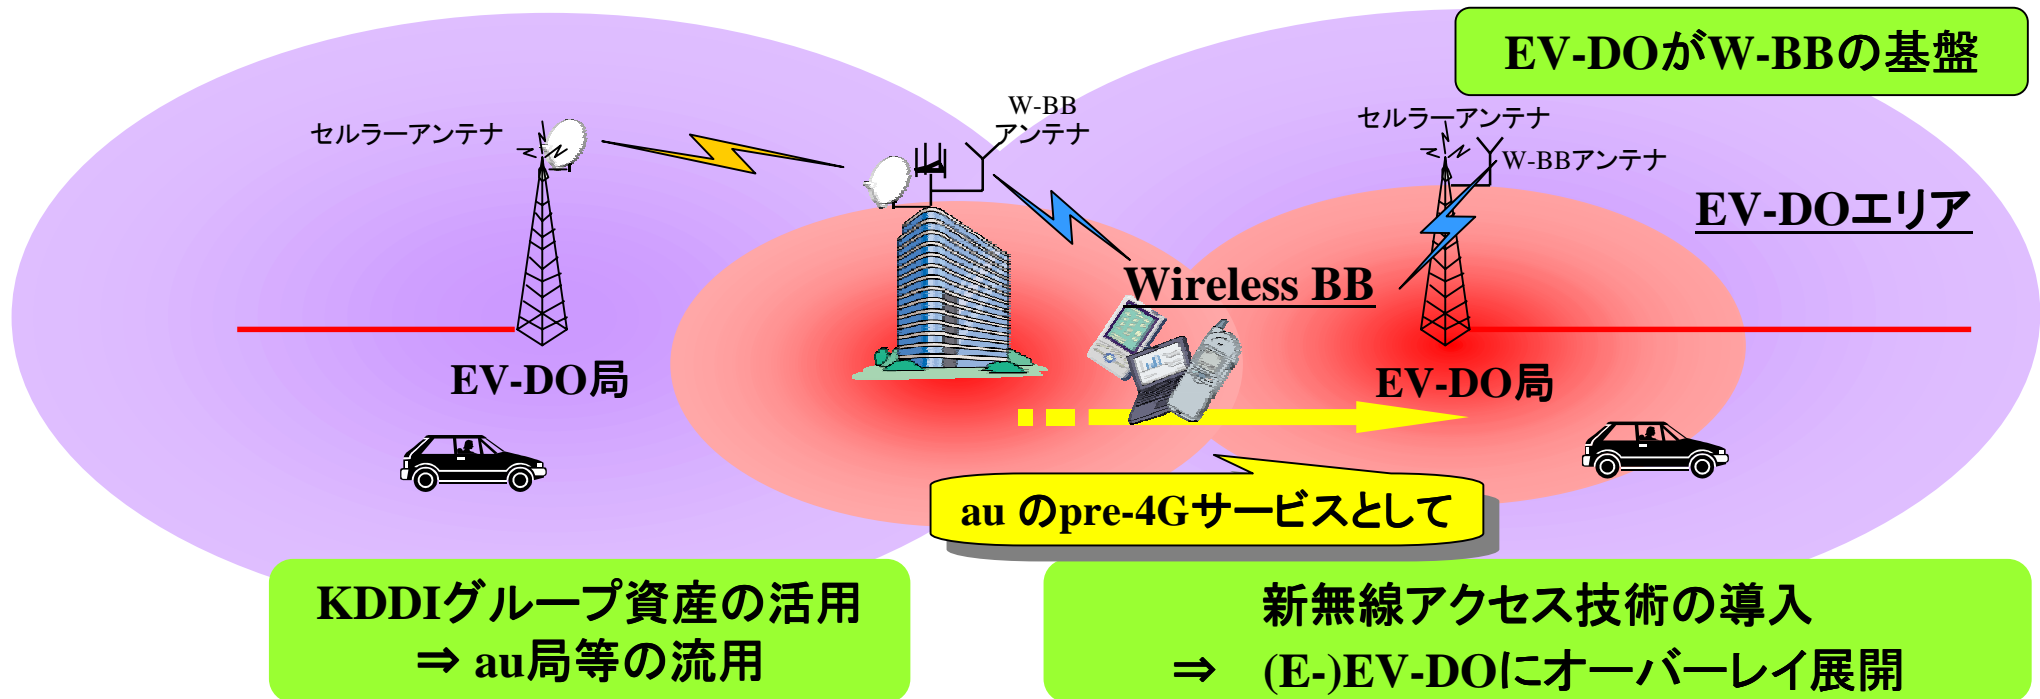 EV-DOがW-BBの基盤
W-BB
アンテナ
セルラーアンテナ
セルラーアンテナ
W-BBアンテナ
EV-DOエリア
Wireless BB
EV-DO局
EV-DO局
au のpre-4Gサービスとして
KDDIグループ資産の活用
⇒ au局等の流用
新無線アクセス技術の導入
⇒ (E-)EV-DOにオーバーレイ展開